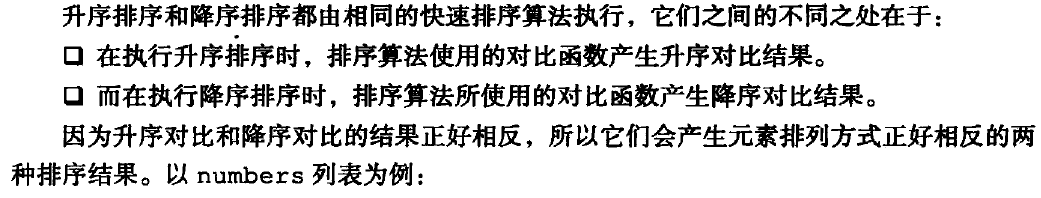 升序排序和降序排序都由相同的快速排序算法执行，它们之间的不同之处在于：
❑ 在执行升序排序时，排序算法使用的对比函数产生升序对比结果。
❑ 而在执行降序排序时，排序算法所使用的对比函数产生降序对比结果。
因为升序对比和降序对比的结果正好相反，所以它们会产生元素排列方式正好相反的两
种排序结果。以 numbers 列表为例：